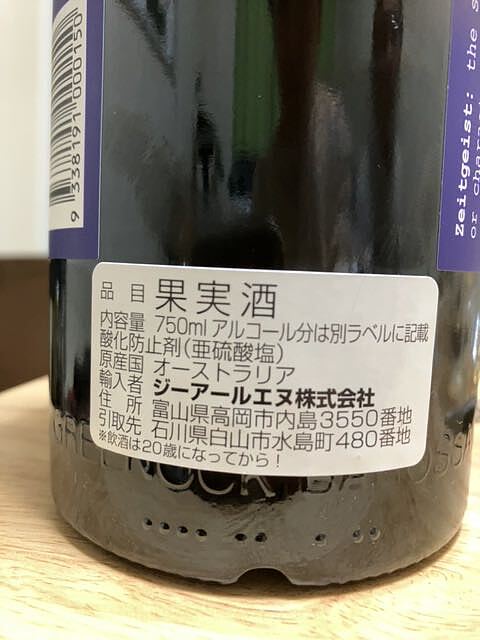 9 338191 000150
Zeitgeist: the s
or charac
品目 果実酒
内容量 750ml アルコール分は別ラベルに記載
酸化防止剤(亜硫酸塩)
原産国 オーストラリア
輸入者 ジーアールエヌ株式会社
住所 富山県高岡市内島3550番地
引取先 石川県白山市水島町480番地
※飲酒は20歳になってから!
GREENOCK